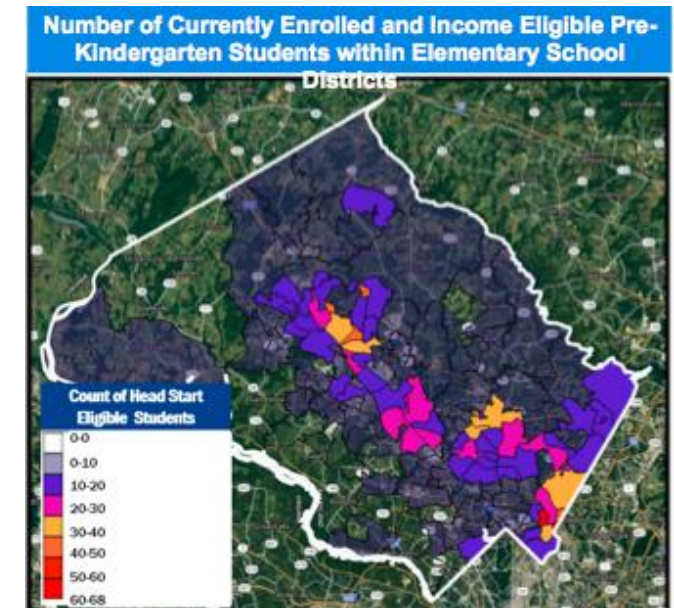 Number of Currently Enrolled and Income Eligible Pre-
Kindergarten Students within Elementary School
Districts
Count of Head Start
Eligible Students
0-0
0-10
10-20
20-30
30-40
40-50
50-60
60-68